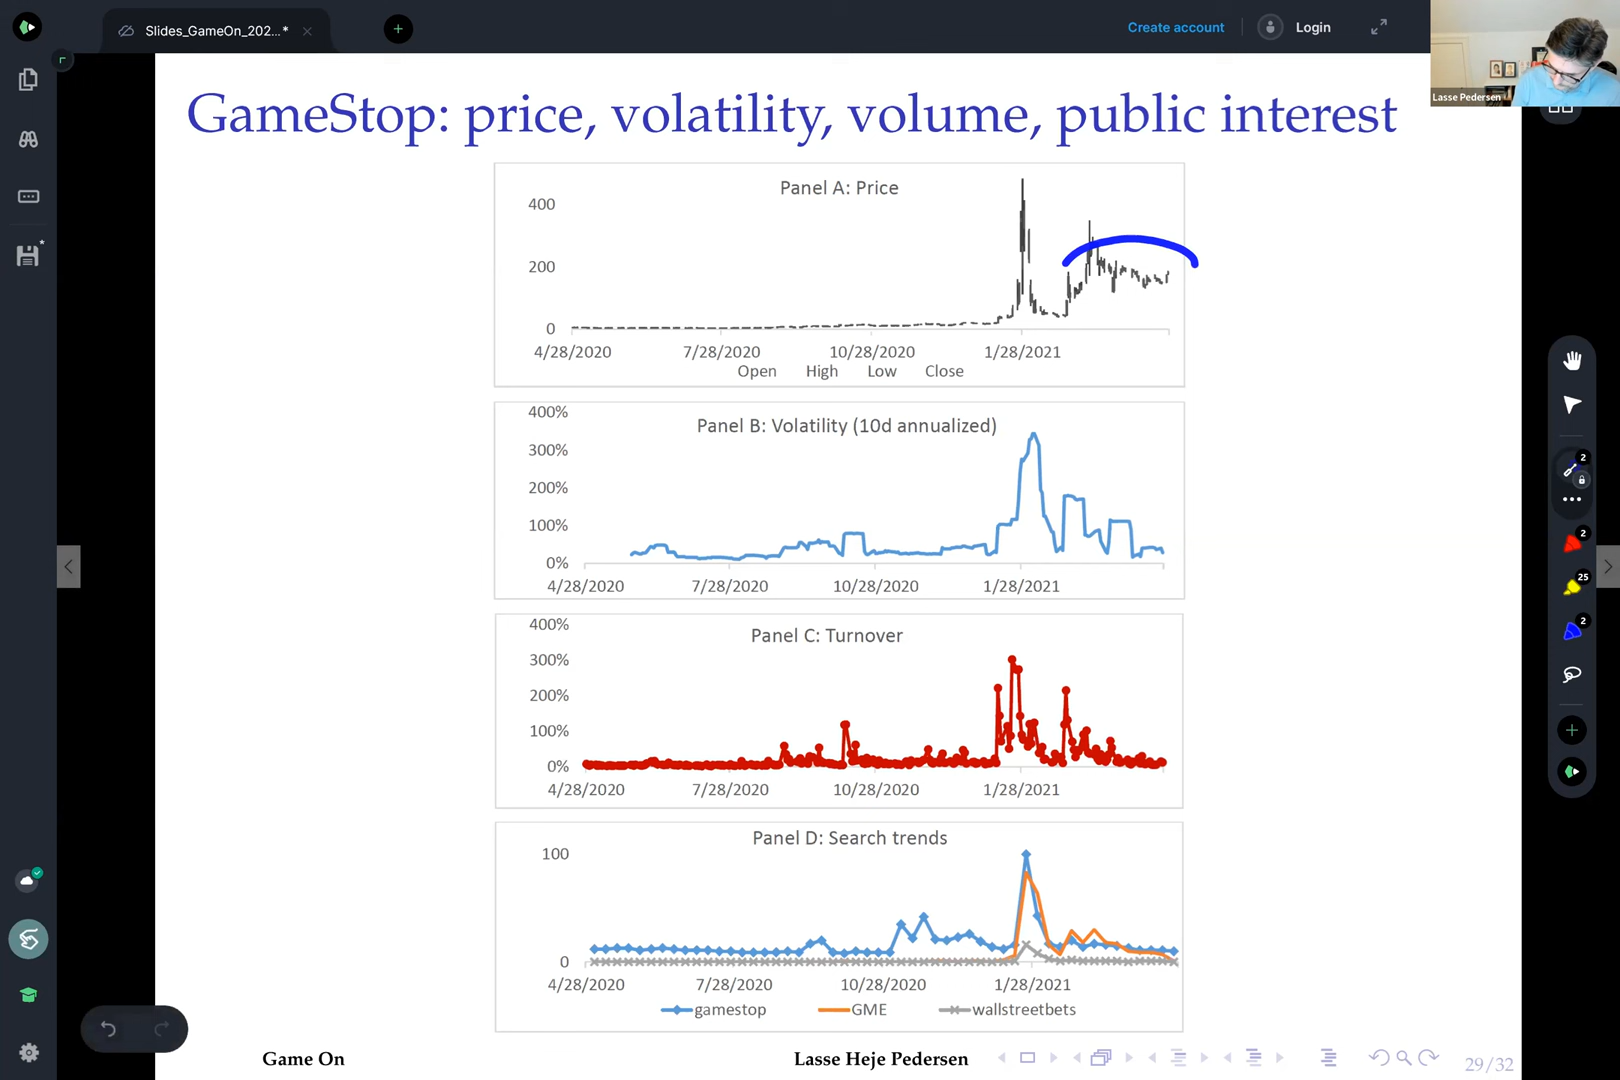 Slides_GameOn_202...*
Create account
Login
Lasse Pedersen
GameStop: price, volatility, volume, public interest
Panel A: Price
400
200
0
4/28/2020 7/28/2020 10/28/2020 1/28/2021
Open High Low Close
Panel B: Volatility (10d annualized)
400%
300%
200%
100%
0%
4/28/2020 7/28/2020 10/28/2020 1/28/2021
Panel C: Turnover
400%
300%
200%
100%
0%
4/28/2020 7/28/2020 10/28/2020 1/28/2021
Panel D: Search trends
100
0
4/28/2020 7/28/2020 10/28/2020 1/28/2021
gamestop GME wallstreetbets
Game On
Lasse Heje Pedersen
29/32
2
2
25
2